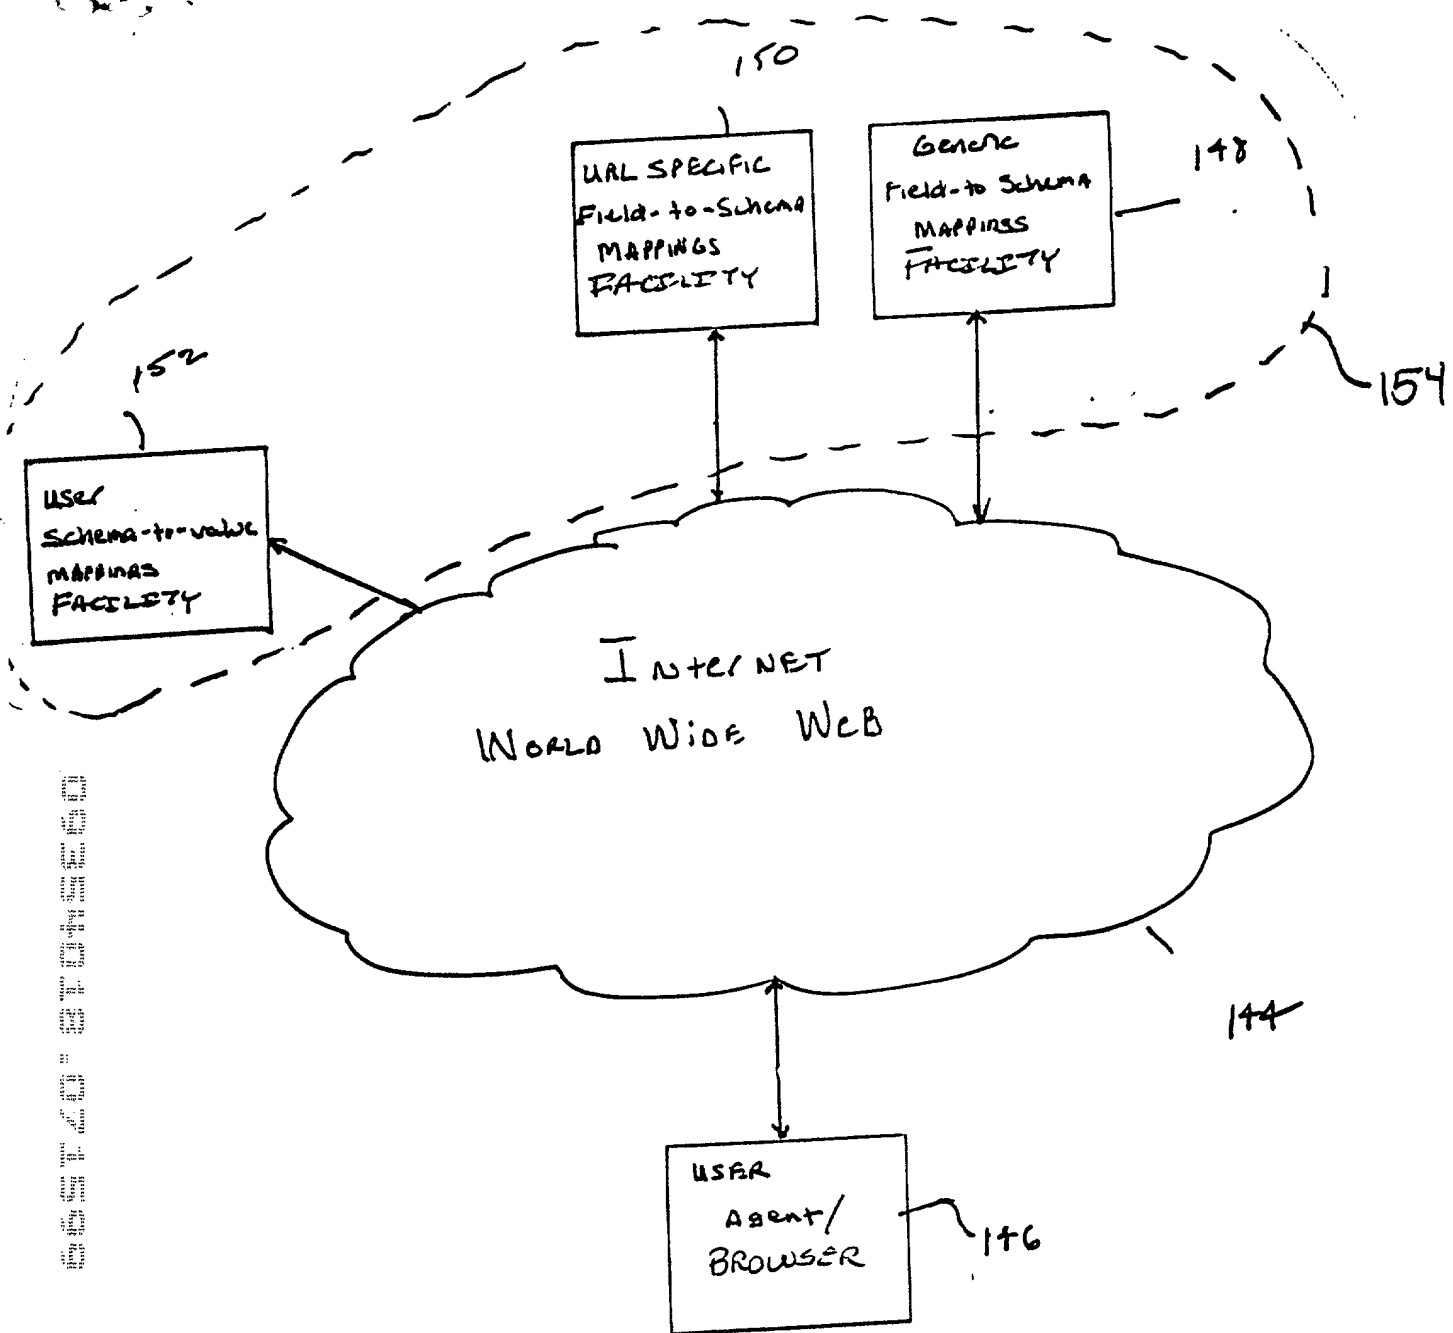 150
URL SPECIFIC
Field-to-Schema
MAPPINGS
FACILITY
Generic
Field-to Schema
MAPPINGS
FACILITY
148
154
152
User
Schema-to-value
MAPPINGS
FACILITY
InterNET
WORLD WiDE WEB
144
USER
Agent/
BROWSER
146